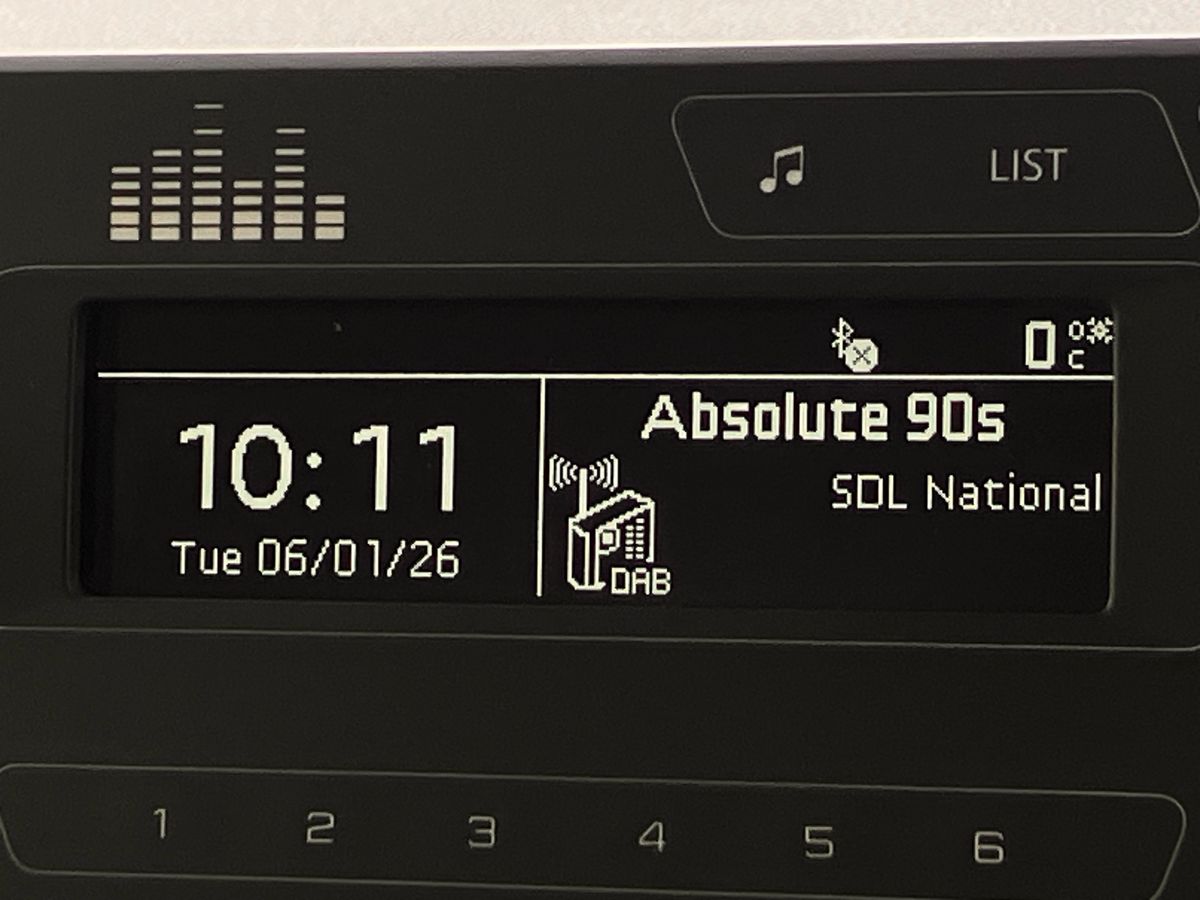 LIST
0 °C
10:11
Tue 06/01/26
Absolute 90s
SDL National
DAB
1 2 3 4 5 6